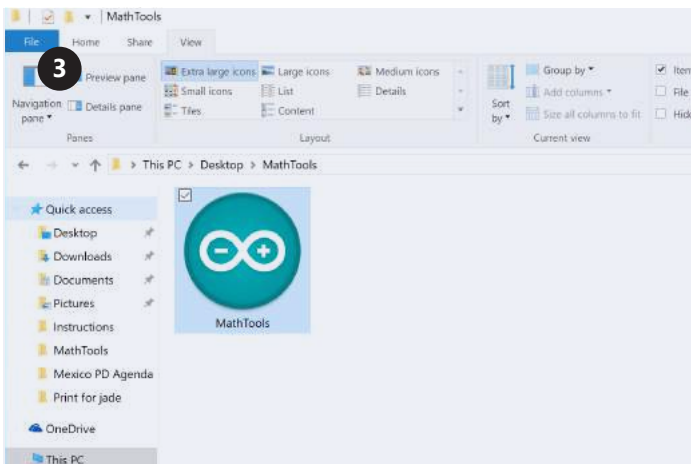 MathTools
File Home Share View
3
Preview pane
Navigation pane
Details pane
Panes
Extra large icons Large icons Medium icons
Small icons List Details
Tiles Content
Layout
Sort by
Group by
Add columns
Size all columns to fit
Current view
Item
File
Hidd
This PC > Desktop > MathTools
Quick access
Desktop
Downloads
Documents
Pictures
Instructions
MathTools
Mexico PD Agenda
Print for jade
OneDrive
This PC
MathTools